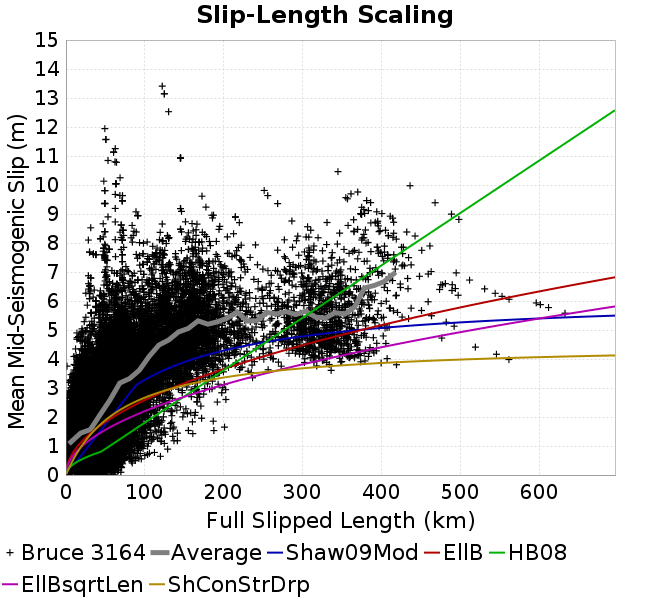 Slip-Length Scaling
Mean Mid-Seismogenic Slip (m)
15
14
13
12
11
10
9
8
7
6
5
4
3
2
1
0
0 100 200 300 400 500 600
Full Slipped Length (km)
Bruce 3164 Average Shaw09Mod EllB HB08
EllBsqrtLen ShConStrDrp